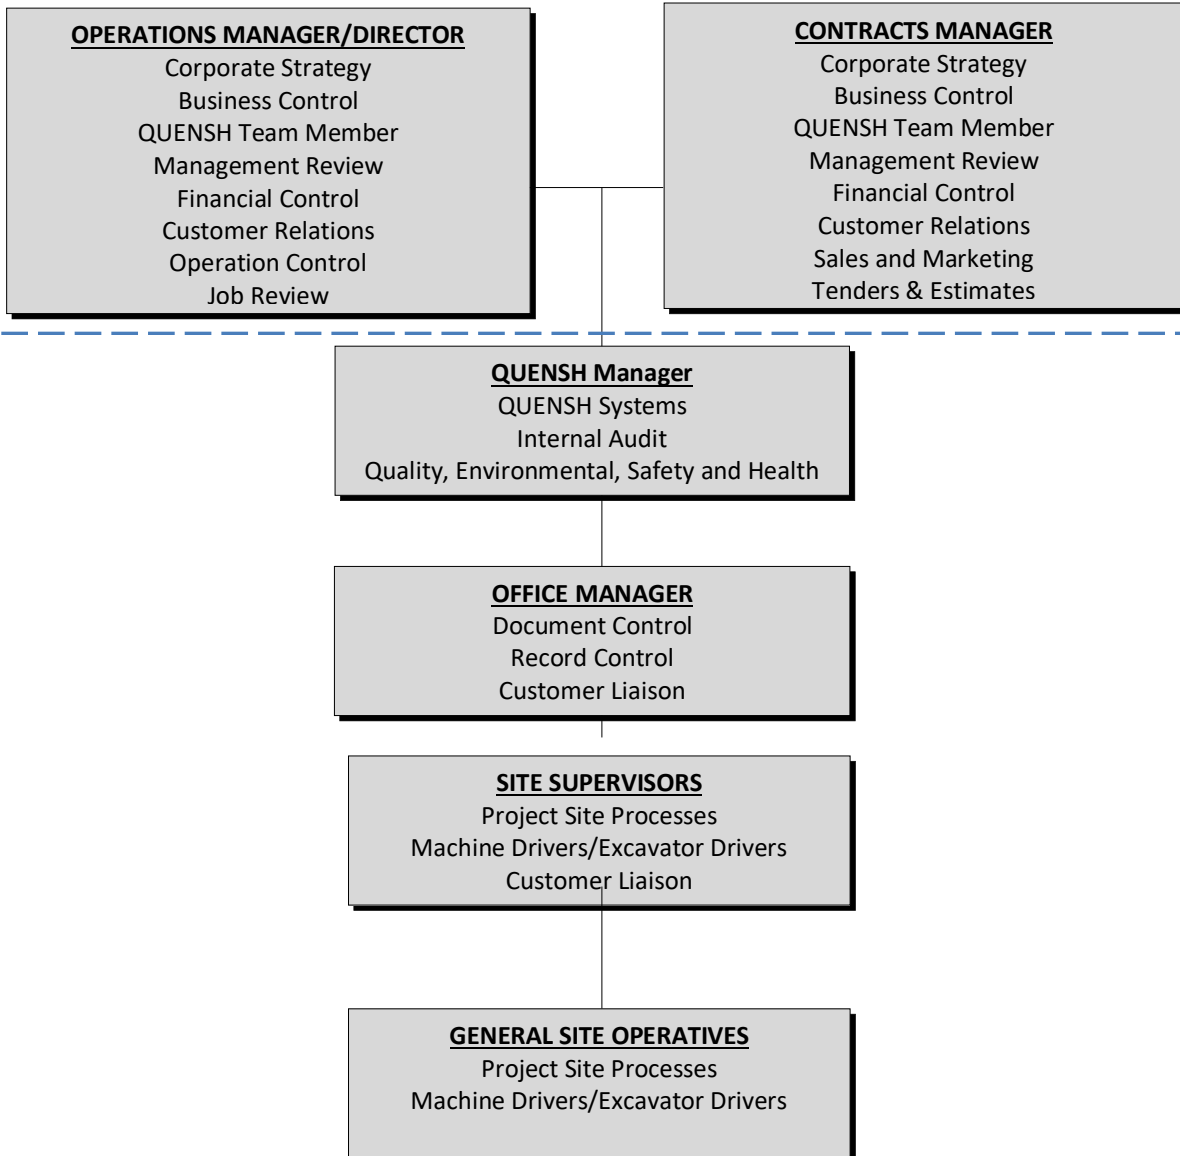 OPERATIONS MANAGER/DIRECTOR
Corporate Strategy
Business Control
QUENSH Team Member
Management Review
Financial Control
Customer Relations
Operation Control
Job Review
CONTRACTS MANAGER
Corporate Strategy
Business Control
QUENSH Team Member
Management Review
Financial Control
Customer Relations
Sales and Marketing
Tenders & Estimates
QUENSH Manager
QUENSH Systems
Internal Audit
Quality, Environmental, Safety and Health
OFFICE MANAGER
Document Control
Record Control
Customer Liaison
SITE SUPERVISORS
Project Site Processes
Machine Drivers/Excavator Drivers
Customer Liaison
GENERAL SITE OPERATIVES
Project Site Processes
Machine Drivers/Excavator Drivers